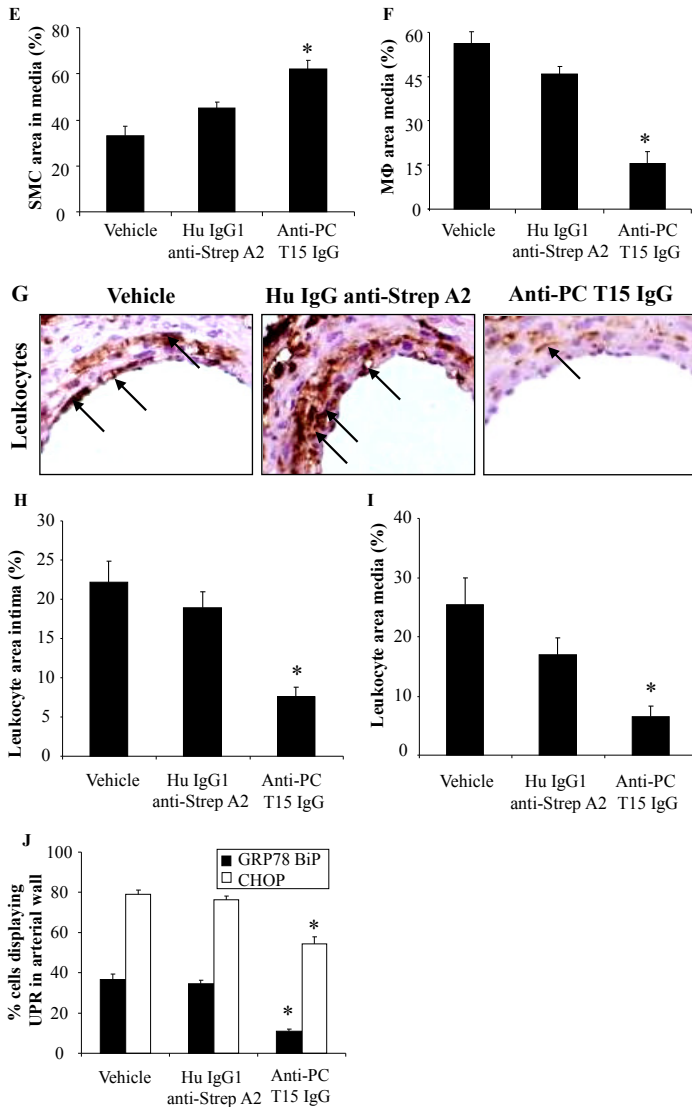 E
SMC area in media (%)
80
60
40
20
0
*
Vehicle
Hu IgG1
anti-Strep A2
Anti-PC
T15 IgG
F
MΦ area media (%)
60
45
30
15
0
*
Vehicle
Hu IgG1
anti-Strep A2
Anti-PC
T15 IgG
G
Vehicle
Hu IgG anti-Strep A2
Anti-PC T15 IgG
Leukocytes
H
Leukocyte area intima (%)
30
25
20
15
10
5
0
*
Vehicle
Hu IgG1
anti-Strep A2
Anti-PC
T15 IgG
I
Leukocyte area media (%)
40
30
20
10
0
*
Vehicle
Hu IgG1
anti-Strep A2
Anti-PC
T15 IgG
J
% cells displaying
UPR in arterial wall
100
80
60
40
20
0
GRP78 BiP
CHOP
*
*
Vehicle
Hu IgG1
anti-Strep A2
Anti-PC
T15 IgG